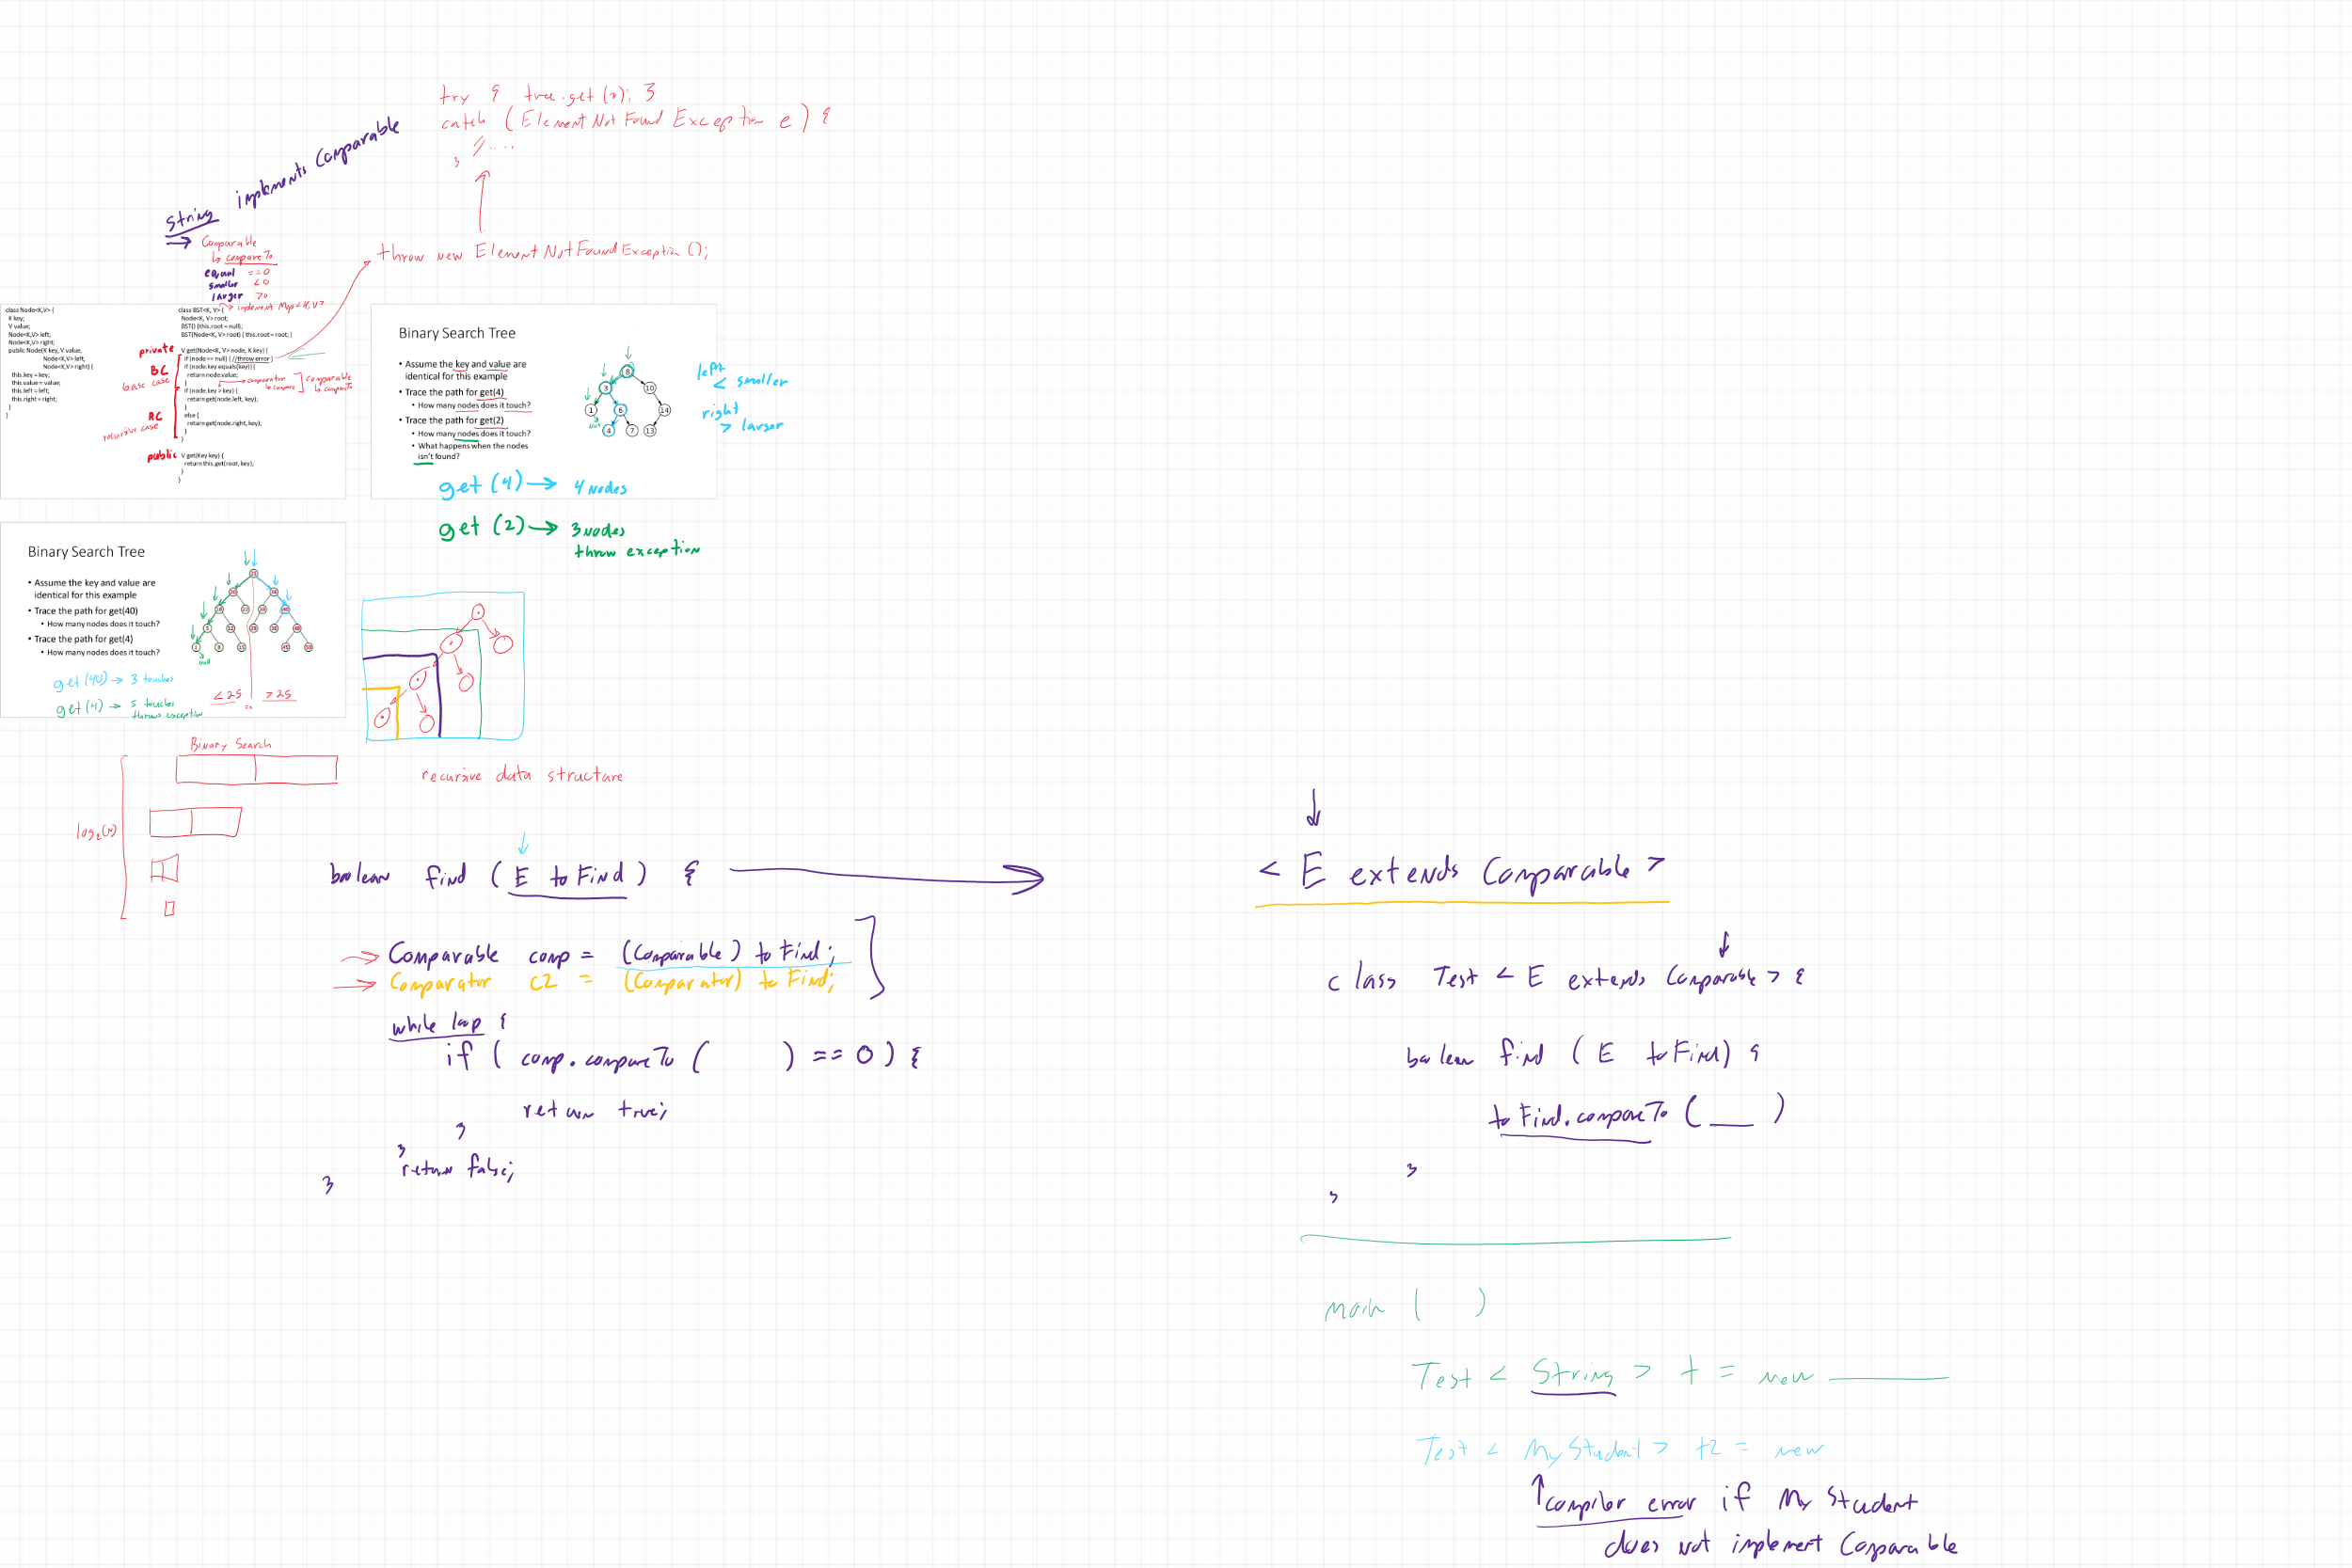 try { tree.get(2); }
catch (ElementNotFoundException e) {
//....
}
String implements Comparable
Comparable
compareTo
equal ==0
smaller <0
larger >0
throw new ElementNotFoundException();
implement Map<K,V>
class Node<K,V> {
K key;
V value;
Node<K,V> left;
Node<K,V> right;
public Node(K key, V value,
Node<K,V> left,
Node<K,V> right) {
this.key = key;
this.value = value;
this.left = left;
this.right = right;
}
}
class BST<K, V> {
Node<K, V> root;
BST() {this.root = null};
BST(Node<K, V> root) { this.root = root; }
private
V get(Node<K, V> node, K key) {
if (node == null) { //throw error }
if (node.key.equals(key)) {
return node.value;
}
if (node.key > key) {
return get(node.left, key);
}
else {
return get(node.right, key);
}
}
BC
base case
comparator
compare
comparable
compareTo
RC
recursive case
public
V get(Key key) {
return this.get(root, key);
}
}
Binary Search Tree
• Assume the key and value are
identical for this example
• Trace the path for get(4)
• How many nodes does it touch?
• Trace the path for get(2)
• How many nodes does it touch?
• What happens when the nodes
isn't found?
8
3 10
1 6 14
4 7 13
null
left
< smaller
right
> larger
get (4) → 4 nodes
get (2) → 3 nodes
throw exception
Binary Search Tree
• Assume the key and value are
identical for this example
• Trace the path for get(40)
• How many nodes does it touch?
• Trace the path for get(4)
• How many nodes does it touch?
null
get (40) → 3 touches
get (4) → 5 touches
throws exception
<25 >25
Binary Search
log₂(N)
recursive data structure
boolean find ( E toFind ) {
Comparable comp = (Comparable) toFind;
Comparator c2 = (Comparator) toFind;
while loop {
if ( comp.compareTo ( ) == 0 ) {
return true;
}
}
return false;
}
< E extends Comparable >
class Test < E extends Comparable > {
boolean find ( E toFind) {
toFind.compareTo ( ___ )
}
}
main ( )
Test < String > t = new ______
Test < MyStudent > t2 = new
↑compiler error if My Student
does not implement Comparable